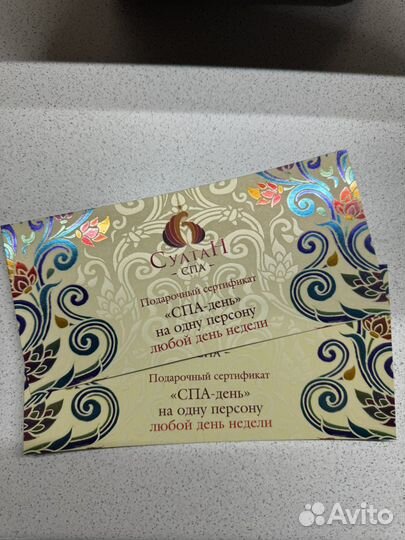 СУЛТАН
- СПА -
Подарочный сертификат
«СПА-день»
на одну персону
любой день недели
- СПА -
Подарочный сертификат
«СПА-день»
на одну персону
любой день недели
Avito